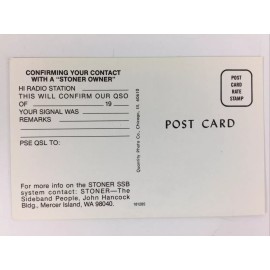 CONFIRMING YOUR CONTACT
WITH A "STONER OWNER"
HI RADIO STATION
THIS WILL CONFIRM OUR QSO
OF 19
YOUR SIGNAL WAS
REMARKS
PSE QSL TO:
For more info on the STONER SSB
system contact: STONER—The
Sideband People, John Hancock
Bldg., Mercer Island, WA 98040.
POST CARD
POST
CARD
RATE
STAMP